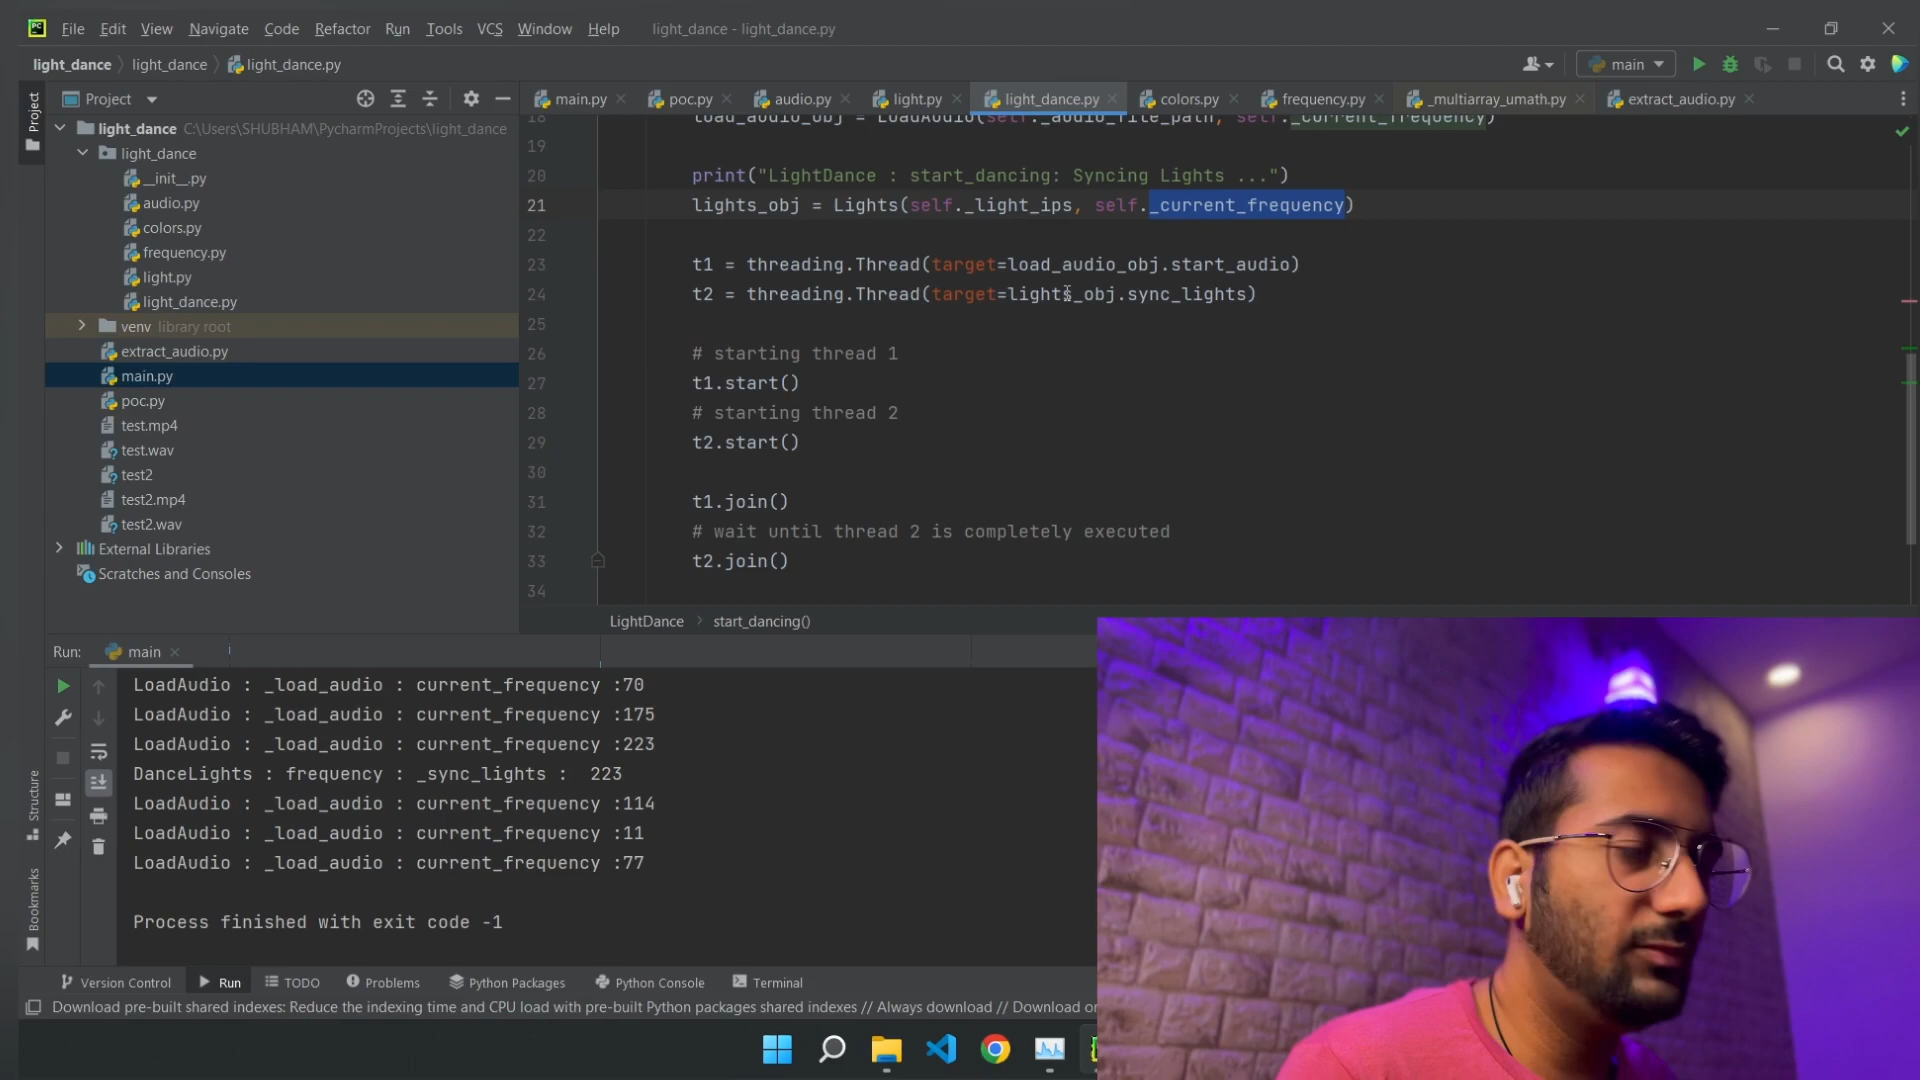 PC File Edit View Navigate Code Refactor Run Tools VCS Window Help light_dance - light_dance.py
light_dance light_dance light_dance.py main
Project
Project
main.py poc.py audio.py light.py light_dance.py colors.py frequency.py _multiarray_umath.py extract_audio.py
light_dance C:\Users\SHUBHAM\PycharmProjects\light_dance
light_dance
__init__.py
audio.py
colors.py
frequency.py
light.py
light_dance.py
venv library root
extract_audio.py
main.py
poc.py
test.mp4
test.wav
test2
test2.mp4
test2.wav
External Libraries
Scratches and Consoles
18 load_audio_obj = LoadAudio(self._audio_file_path, self._current_frequency)
19
20 print("LightDance : start_dancing: Syncing Lights ...")
21 lights_obj = Lights(self._light_ips, self._current_frequency)
22
23 t1 = threading.Thread(target=load_audio_obj.start_audio)
24 t2 = threading.Thread(target=lights_obj.sync_lights)
25
26 # starting thread 1
27 t1.start()
28 # starting thread 2
29 t2.start()
30
31 t1.join()
32 # wait until thread 2 is completely executed
33 t2.join()
34
LightDance start_dancing()
Run: main
LoadAudio : _load_audio : current_frequency :70
LoadAudio : _load_audio : current_frequency :175
LoadAudio : _load_audio : current_frequency :223
DanceLights : frequency : _sync_lights : 223
LoadAudio : _load_audio : current_frequency :114
LoadAudio : _load_audio : current_frequency :11
LoadAudio : _load_audio : current_frequency :77
Process finished with exit code -1
Structure
Bookmarks
Version Control Run TODO Problems Python Packages Python Console Terminal
Download pre-built shared indexes: Reduce the indexing time and CPU load with pre-built Python packages shared indexes // Always download // Download